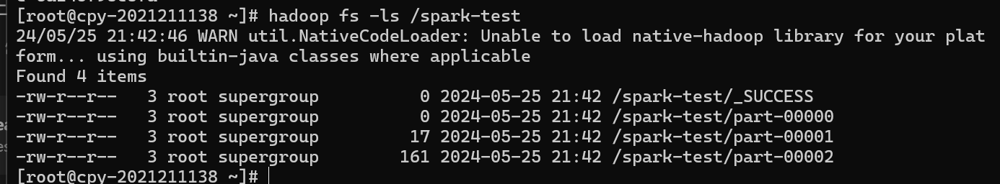 [root@cpy-2021211138 ~]# hadoop fs -ls /spark-test
24/05/25 21:42:46 WARN util.NativeCodeLoader: Unable to load native-hadoop library for your plat
form... using builtin-java classes where applicable
Found 4 items
-rw-r--r--   3 root supergroup          0 2024-05-25 21:42 /spark-test/_SUCCESS
-rw-r--r--   3 root supergroup          0 2024-05-25 21:42 /spark-test/part-00000
-rw-r--r--   3 root supergroup         17 2024-05-25 21:42 /spark-test/part-00001
-rw-r--r--   3 root supergroup        161 2024-05-25 21:42 /spark-test/part-00002
[root@cpy-2021211138 ~]#